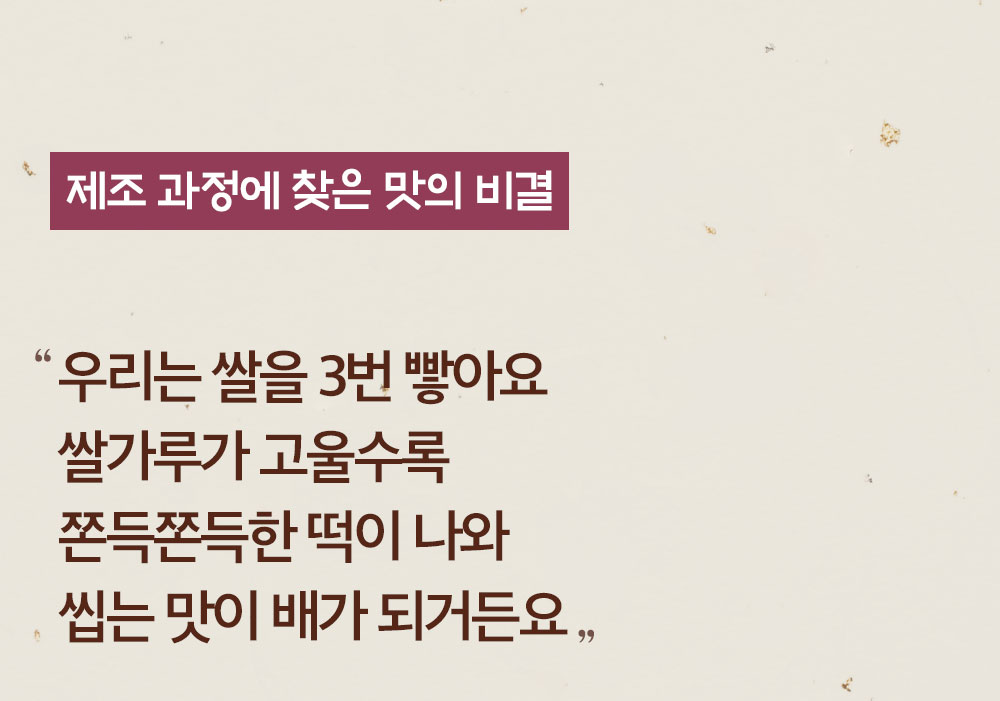 제조 과정에 찾은 맛의 비결
“우리는 쌀을 3번 빻아요
쌀가루가 고울수록
쫀득쫀득한 떡이 나와
씹는 맛이 배가 되거든요”